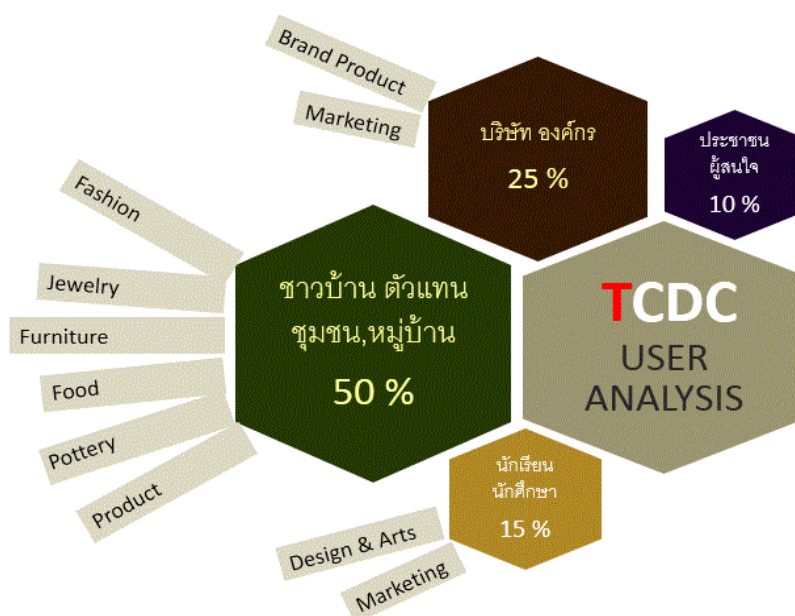 Brand Product
Marketing
บริษัท องค์กร
25 %
ประชาชน
ผู้สนใจ
10 %
Fashion
Jewelry
Furniture
Food
Pottery
Product
ชาวบ้าน ตัวแทน
ชุมชน,หมู่บ้าน
50 %
TCDC
USER
ANALYSIS
นักเรียน
นักศึกษา
15 %
Design & Arts
Marketing